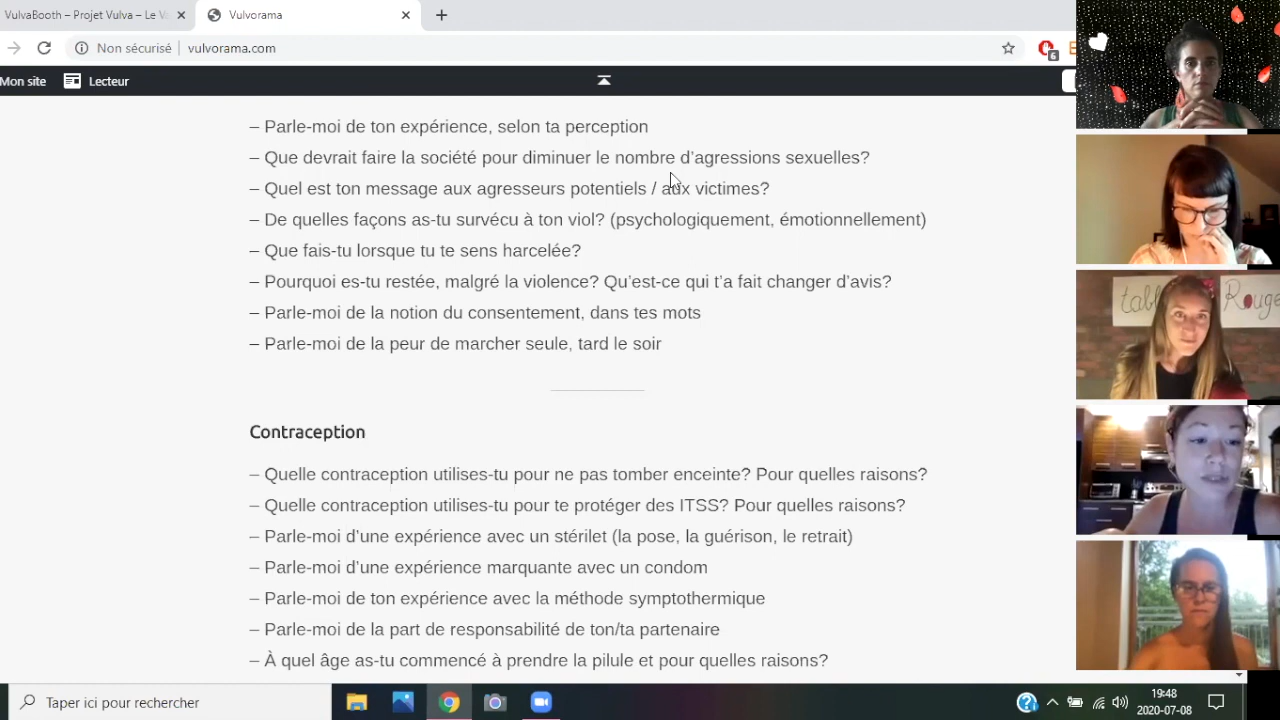 VulvaBooth – Projet Vulva – Le V
Vulvorama
Non sécurisé
vulvorama.com
6
Mon site
Lecteur
– Parle-moi de ton expérience, selon ta perception
– Que devrait faire la société pour diminuer le nombre d’agressions sexuelles?
– Quel est ton message aux agresseurs potentiels / aux victimes?
– De quelles façons as-tu survécu à ton viol? (psychologiquement, émotionnellement)
– Que fais-tu lorsque tu te sens harcelée?
– Pourquoi es-tu restée, malgré la violence? Qu’est-ce qui t’a fait changer d’avis?
– Parle-moi de la notion du consentement, dans tes mots
– Parle-moi de la peur de marcher seule, tard le soir
Contraception
– Quelle contraception utilises-tu pour ne pas tomber enceinte? Pour quelles raisons?
– Quelle contraception utilises-tu pour te protéger des ITSS? Pour quelles raisons?
– Parle-moi d’une expérience avec un stérilet (la pose, la guérison, le retrait)
– Parle-moi d’une expérience marquante avec un condom
– Parle-moi de ton expérience avec la méthode symptothermique
– Parle-moi de la part de responsabilité de ton/ta partenaire
– À quel âge as-tu commencé à prendre la pilule et pour quelles raisons?
tabl Rouge
Taper ici pour rechercher
19:48
2020-07-08